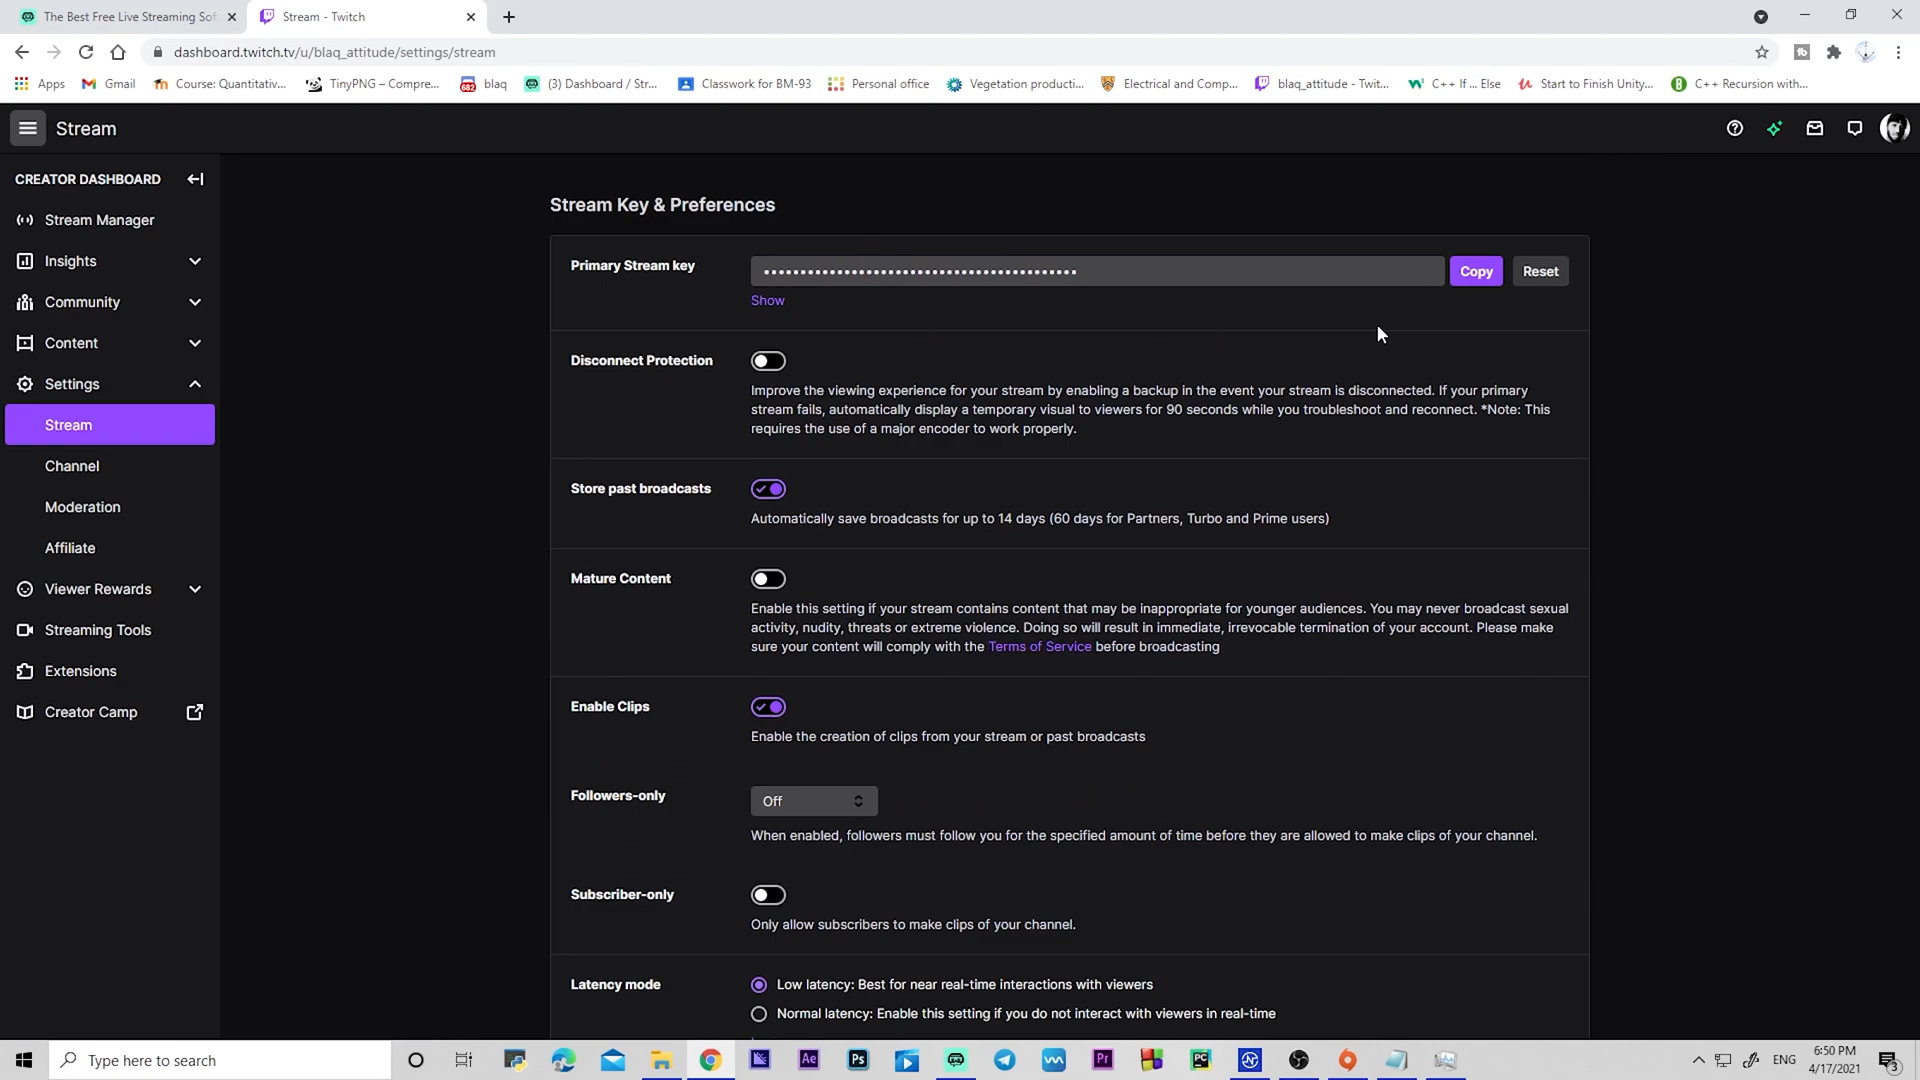 The Best Free Live Streaming Sof
Stream - Twitch
dashboard.twitch.tv/u/blaq_attitude/settings/stream
Apps
Gmail
Course: Quantitativ...
TinyPNG – Compre...
682
blaq
(3) Dashboard / Str...
Classwork for BM-93
Personal office
Vegetation producti...
Electrical and Comp...
blaq_attitude - Twit...
C++ If ... Else
Start to Finish Unity...
C++ Recursion with...
Stream
CREATOR DASHBOARD
Stream Manager
Insights
Community
Content
Settings
Stream
Channel
Moderation
Affiliate
Viewer Rewards
Streaming Tools
Extensions
Creator Camp
Stream Key & Preferences
Primary Stream key
Copy
Reset
Show
Disconnect Protection
Improve the viewing experience for your stream by enabling a backup in the event your stream is disconnected. If your primary
stream fails, automatically display a temporary visual to viewers for 90 seconds while you troubleshoot and reconnect. *Note: This
requires the use of a major encoder to work properly.
Store past broadcasts
Automatically save broadcasts for up to 14 days (60 days for Partners, Turbo and Prime users)
Mature Content
Enable this setting if your stream contains content that may be inappropriate for younger audiences. You may never broadcast sexual
activity, nudity, threats or extreme violence. Doing so will result in immediate, irrevocable termination of your account. Please make
sure your content will comply with the Terms of Service before broadcasting
Enable Clips
Enable the creation of clips from your stream or past broadcasts
Followers-only
Off
When enabled, followers must follow you for the specified amount of time before they are allowed to make clips of your channel.
Subscriber-only
Only allow subscribers to make clips of your channel.
Latency mode
Low latency: Best for near real-time interactions with viewers
Normal latency: Enable this setting if you do not interact with viewers in real-time
Type here to search
Ae
Ps
Pr
PC
ENG
6:50 PM
4/17/2021
3